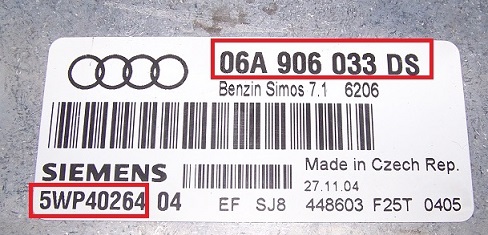 06A 906 033 DS
Benzin Simos 7.1 6206
SIEMENS
Made in Czech Rep.
27.11.04
5WP40264 04
EF SJ8 448603 F25T 0405